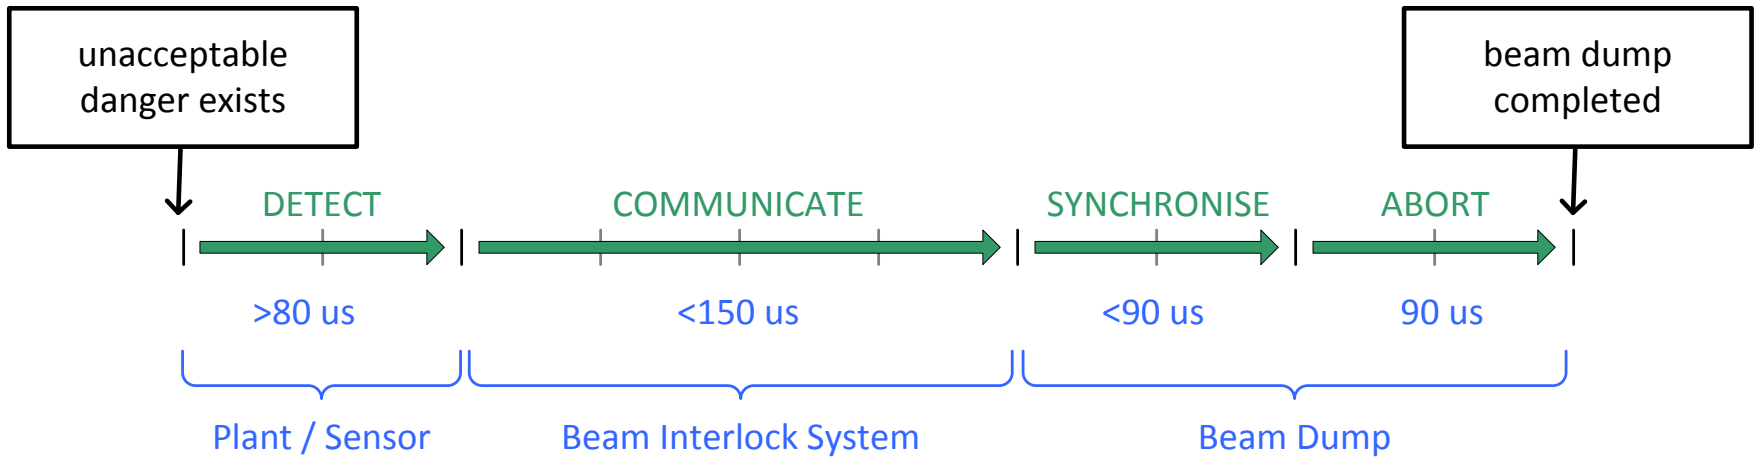 unacceptable
danger exists
beam dump
completed
DETECT
COMMUNICATE
SYNCHRONISE
ABORT
>80 us
<150 us
<90 us
90 us
Plant / Sensor
Beam Interlock System
Beam Dump